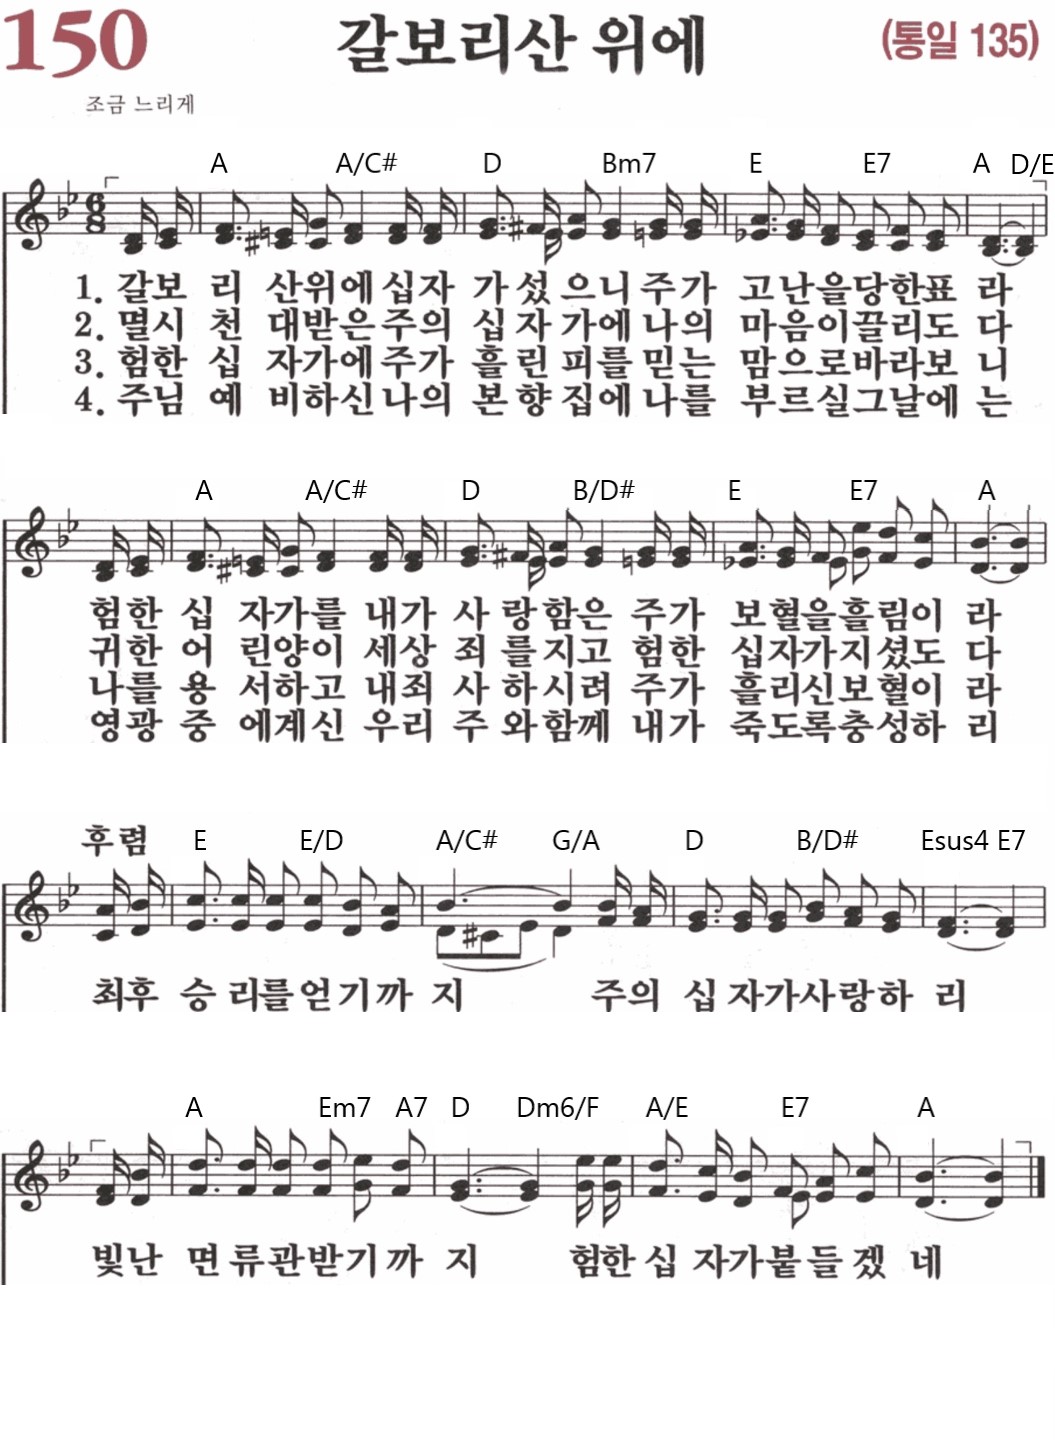 150 갈보리산 위에 (통일 135)
조금 느리게
A A/C# D Bm7 E E7 A D/E
1. 갈보 리 산위에십자 가 섰 으니 주가 고난을당한표 라
2. 멸시 천 대받은주의 십 자 가에 나의 마음이끌리도 다
3. 험한 십 자가에주가 흘 린 피를 믿는 맘으로바라보 니
4. 주님 예 비하신나의 본 향 집에 나를 부르실그날에 는
A A/C# D B/D# E E7 A
험한 십 자가를 내가 사 랑함은 주가 보혈을흘림이 라
귀한 어 린양이 세상 죄 를지고 험한 십자가지셨도 다
나를 용 서하고 내죄 사 하시려 주가 흘리신보혈이 라
영광 중 에계신 우리 주 와함께 내가 죽도록충성하 리
후렴 E E/D A/C# G/A D B/D# Esus4 E7
최후 승 리를얻기까 지 주의 십 자가사랑하 리
A Em7 A7 D Dm6/F A/E E7 A
빛난 면 류관받기까 지 험한 십 자가붙들겠 네